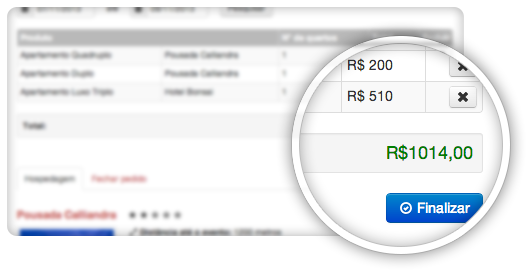 Produto Nº de quartos
Apartamento Quadruplo Pousada Calliandra 1
Apartamento Duplo Pousada Calliandra 1 R$ 200
Apartamento Luxo Triplo Hotel Bonsai 1 R$ 510
Total: R$1014,00
Hospedagem Fechar pedido
Finalizar
Pousada Calliandra
Distância até o evento: 1000 metros